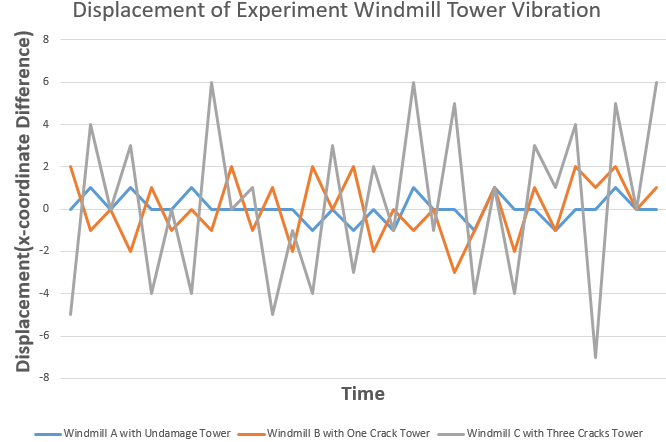 Displacement of Experiment Windmill Tower Vibration
Displacement(x-coordinate Difference)
8
6
4
2
0
-2
-4
-6
-8
Time
Windmill A with Undamage Tower Windmill B with One Crack Tower Windmill C with Three Cracks Tower